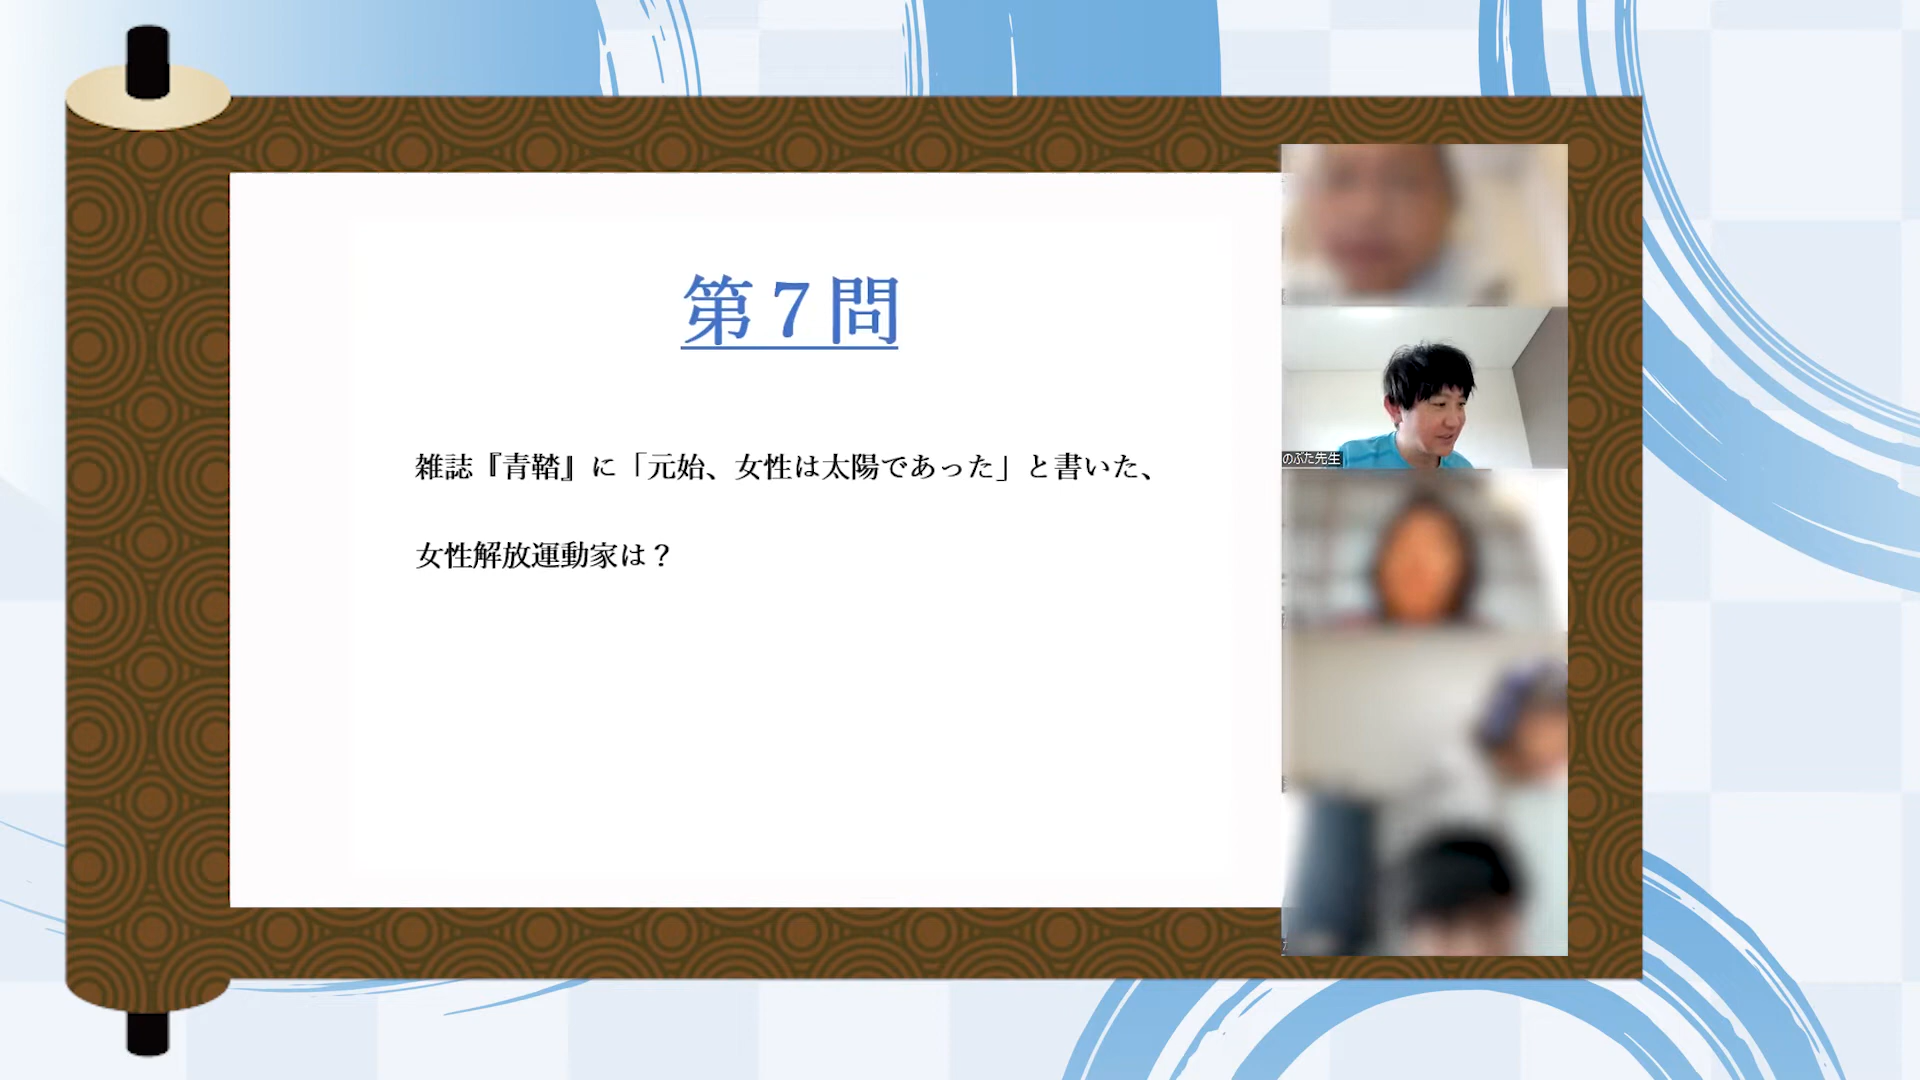 第７問
雑誌『青鞜』に「元始、女性は太陽であった」と書いた、
女性解放運動家は？
のぶた先生